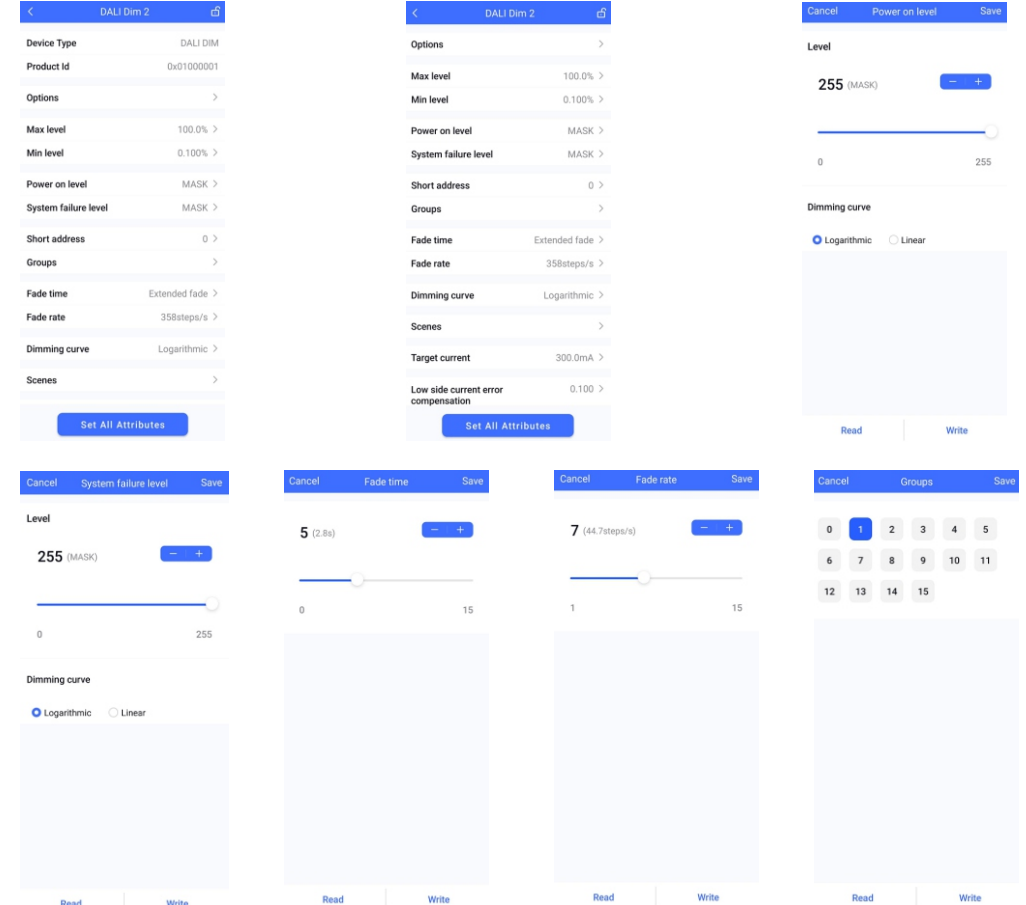 DALI Dim 2
Device Type DALI DIM
Product Id 0x01000001
Options
Max level 100.0%
Min level 0.100%
Power on level MASK
System failure level MASK
Short address 0
Groups
Fade time Extended fade
Fade rate 358steps/s
Dimming curve Logarithmic
Scenes
Set All Attributes
DALI Dim 2
Options
Max level 100.0%
Min level 0.100%
Power on level MASK
System failure level MASK
Short address 0
Groups
Fade time Extended fade
Fade rate 358steps/s
Dimming curve Logarithmic
Scenes
Target current 300.0mA
Low side current error 0.100
compensation
Set All Attributes
Cancel Power on level Save
Level
255 (MASK) - +
0 255
Dimming curve
Logarithmic Linear
Read Write
Cancel System failure level Save
Level
255 (MASK) - +
0 255
Dimming curve
Logarithmic Linear
Read Write
Cancel Fade time Save
5 (2.8s) - +
0 15
Read Write
Cancel Fade rate Save
7 (44.7steps/s) - +
1 15
Read Write
Cancel Groups Save
0 1 2 3 4 5
6 7 8 9 10 11
12 13 14 15
Read Write